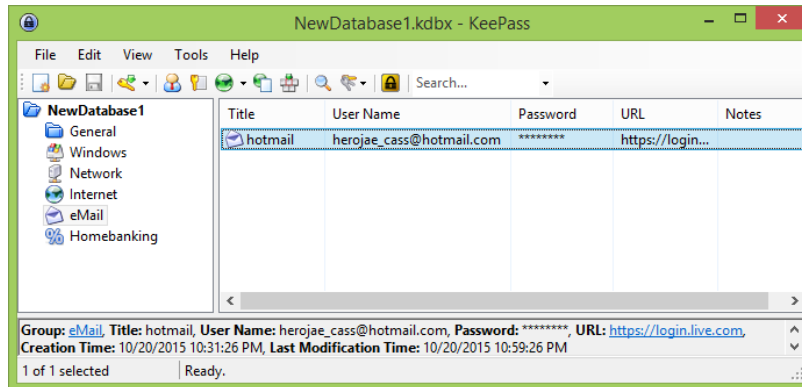 NewDatabase1.kdbx - KeePass
File Edit View Tools Help
Search...
NewDatabase1
General
Windows
Network
Internet
eMail
Homebanking
Title User Name Password URL Notes
hotmail herojae_cass@hotmail.com ******** https://login...
Group: eMail, Title: hotmail, User Name: herojae_cass@hotmail.com, Password: ********, URL: https://login.live.com,
Creation Time: 10/20/2015 10:31:26 PM, Last Modification Time: 10/20/2015 10:59:26 PM
1 of 1 selected Ready.